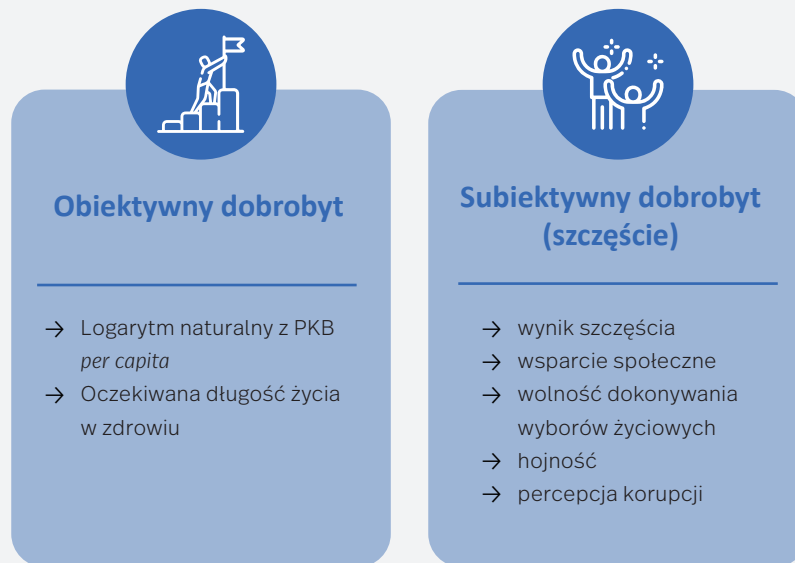 Obiektywny dobrobyt
→ Logarytm naturalny z PKB
per capita
→ Oczekiwana długość życia
w zdrowiu
Subiektywny dobrobyt
(szczęście)
→ wynik szczęścia
→ wsparcie społeczne
→ wolność dokonywania
wyborów życiowych
→ hojność
→ percepcja korupcji